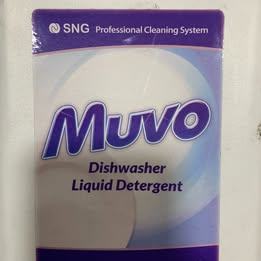 SNG Professional Cleaning System
Muvo
Dishwasher
Liquid Detergent